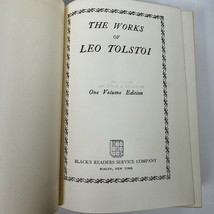 THE WORKS
OF
LEO TOLSTOI
One Volume Edition
BLACK'S READERS SERVICE COMPANY
ROSLYN, NEW YORK